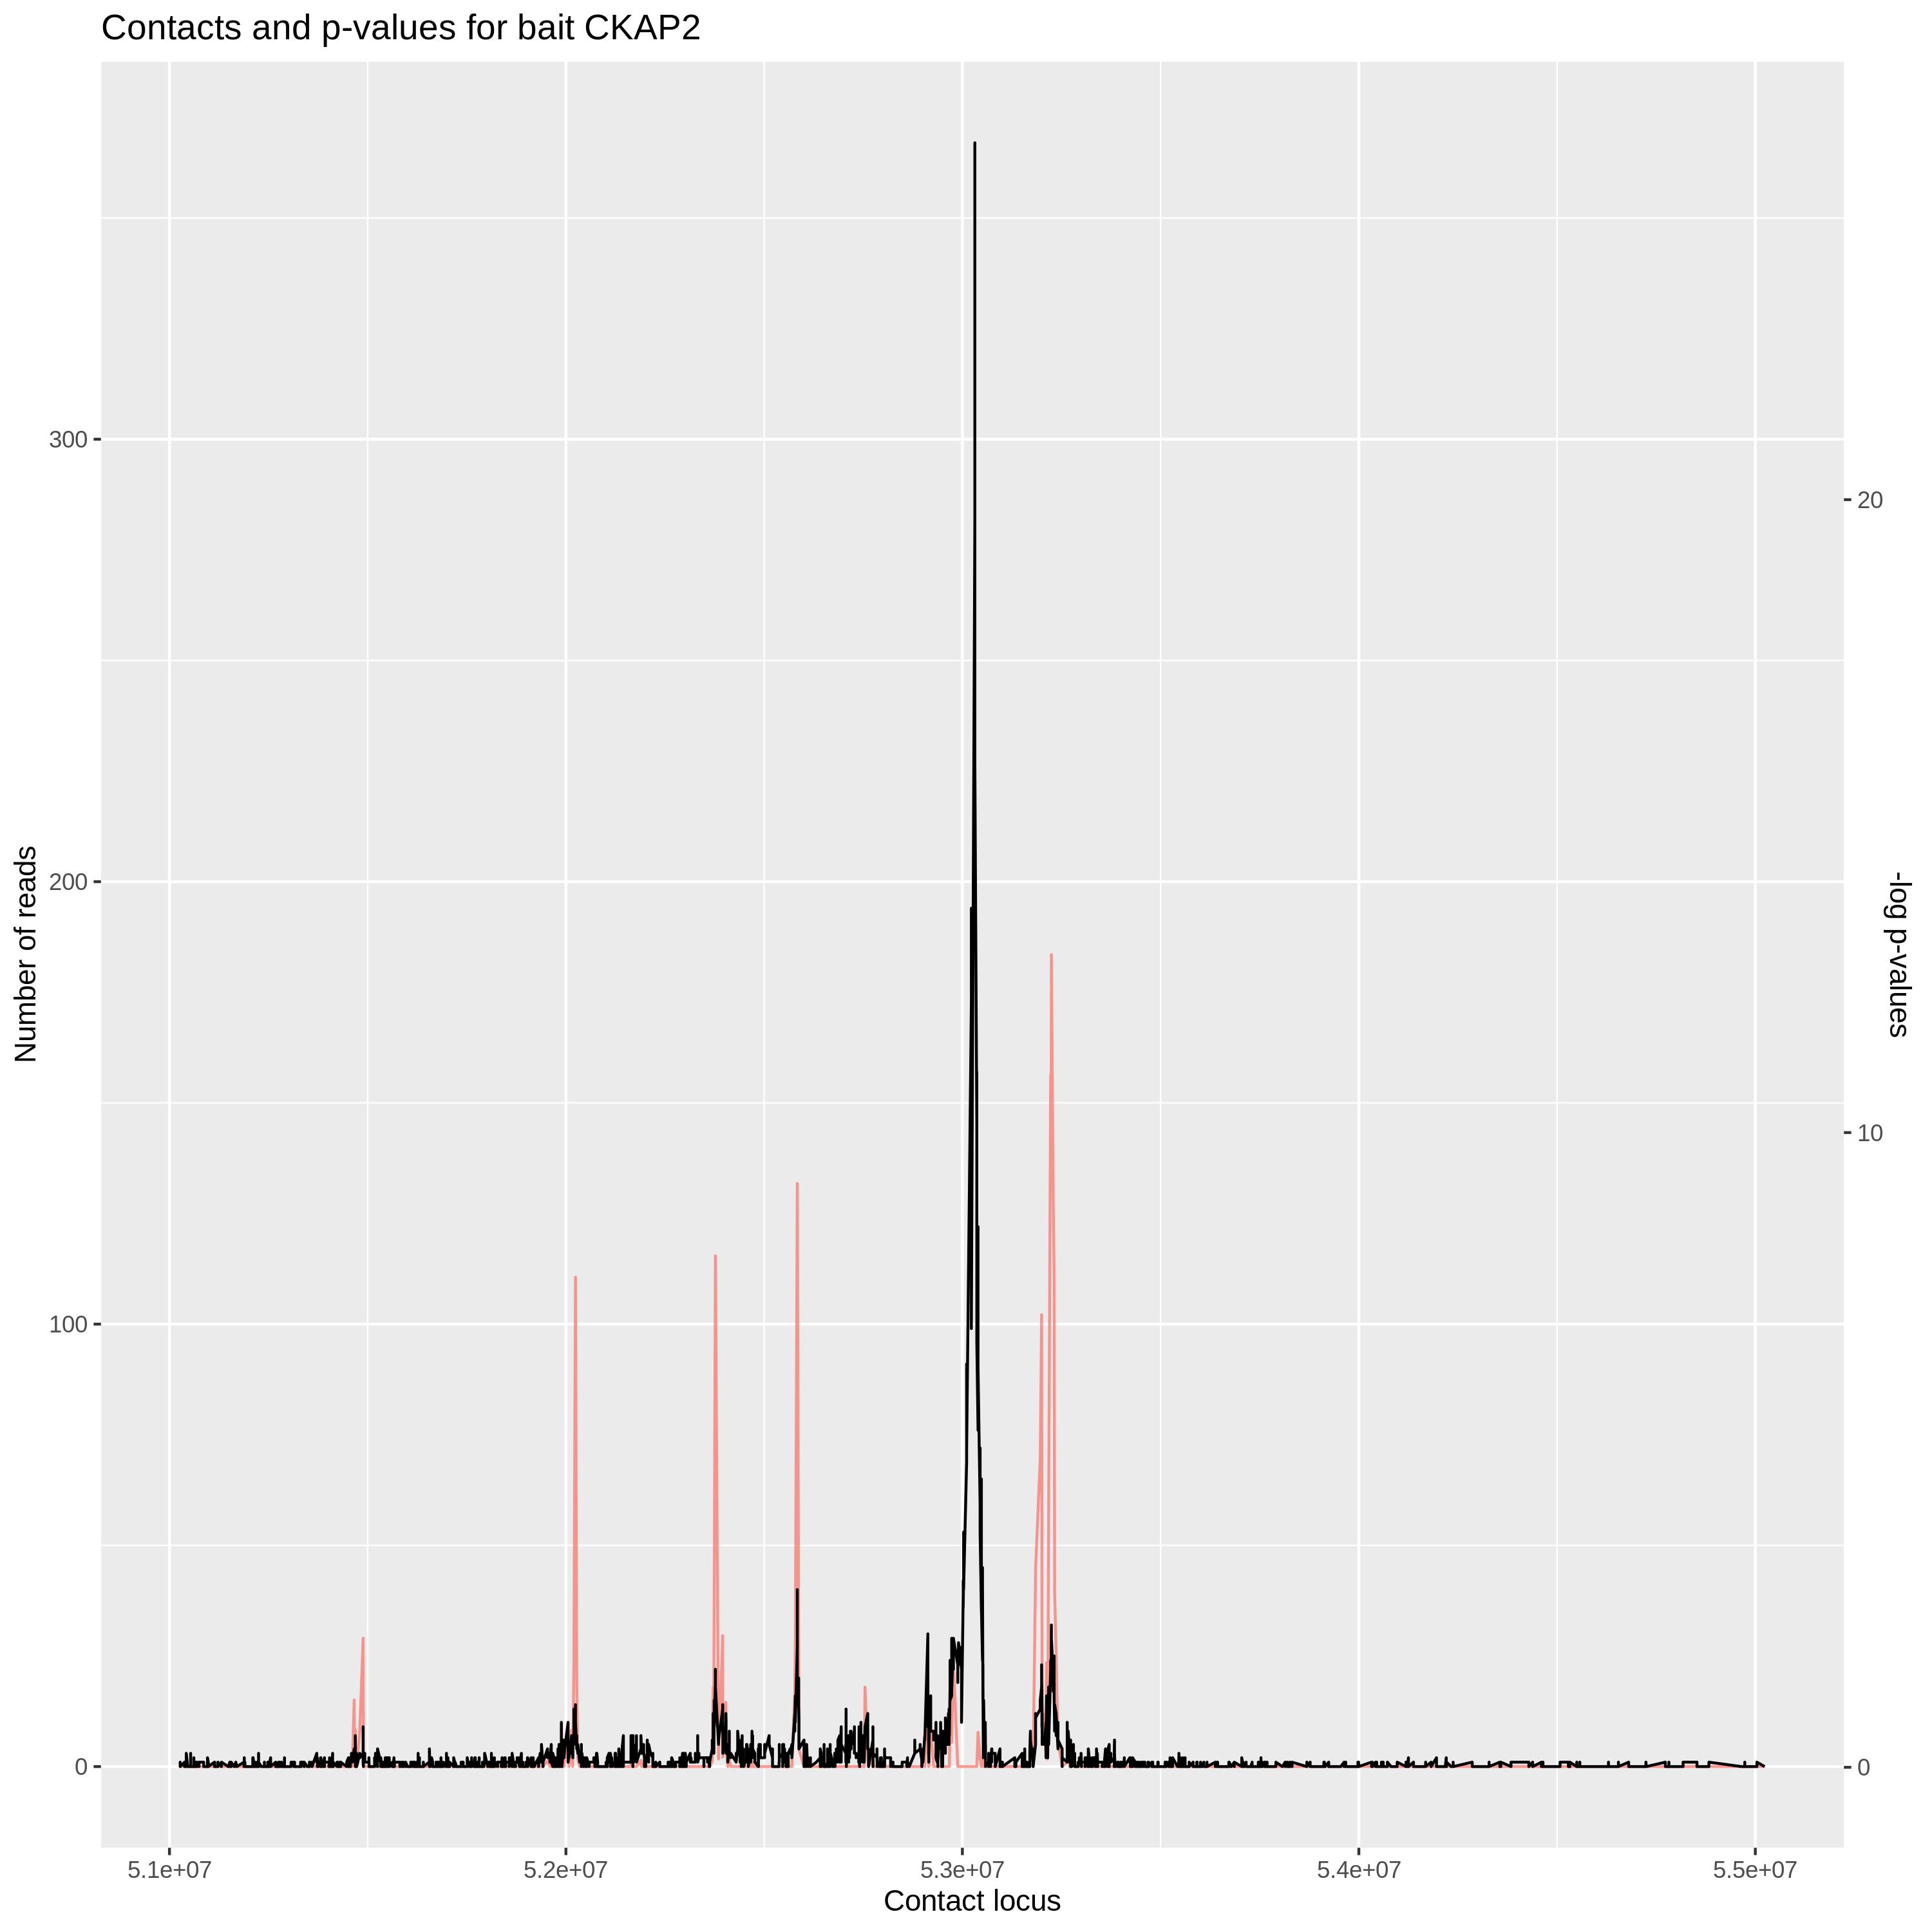 Contacts and p-values for bait CKAP2
300
200
100
0
Number of reads
20
10
0
-log p-values
5.1e+07 5.2e+07 5.3e+07 5.4e+07 5.5e+07
Contact locus